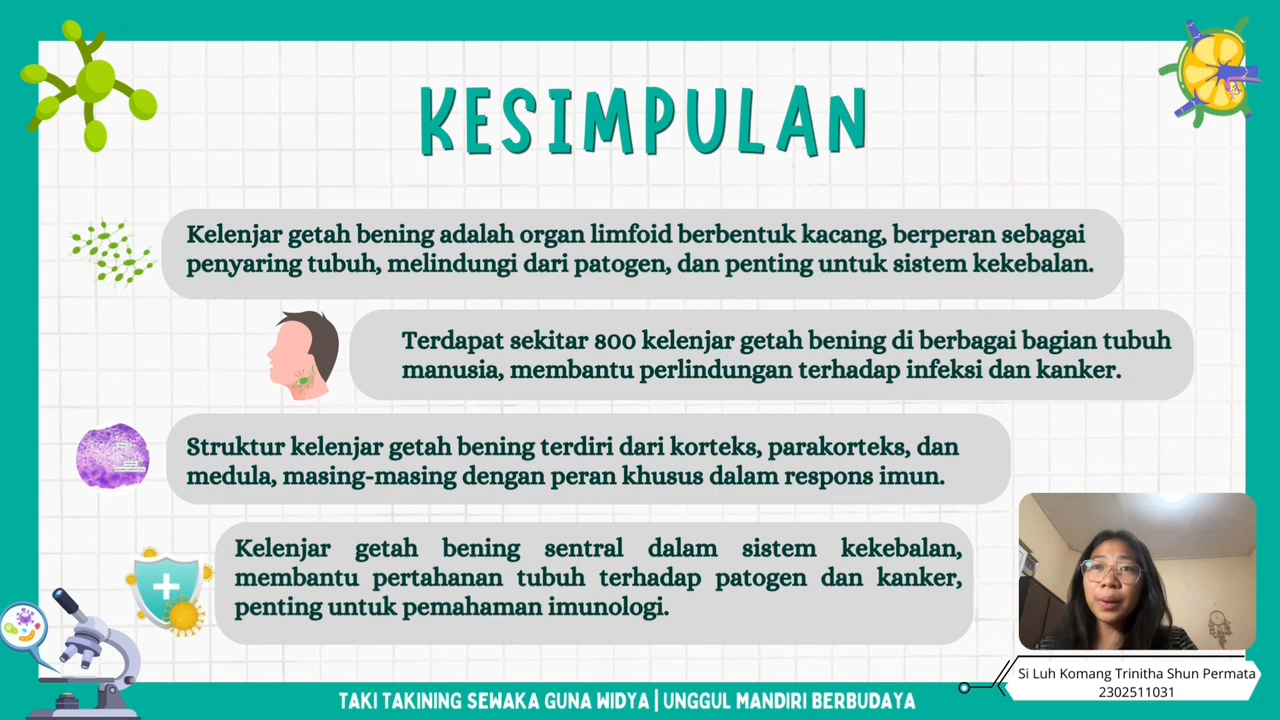 KESIMPULAN
Kelenjar getah bening adalah organ limfoid berbentuk kacang, berperan sebagai
penyaring tubuh, melindungi dari patogen, dan penting untuk sistem kekebalan.
Terdapat sekitar 800 kelenjar getah bening di berbagai bagian tubuh
manusia, membantu perlindungan terhadap infeksi dan kanker.
Struktur kelenjar getah bening terdiri dari korteks, parakorteks, dan
medula, masing-masing dengan peran khusus dalam respons imun.
Kelenjar getah bening sentral dalam sistem kekebalan,
membantu pertahanan tubuh terhadap patogen dan kanker,
penting untuk pemahaman imunologi.
Si Luh Komang Trinitha Shun Permata
2302511031
TAKI TAKINING SEWAKA GUNA WIDYA | UNGGUL MANDIRI BERBUDAYA